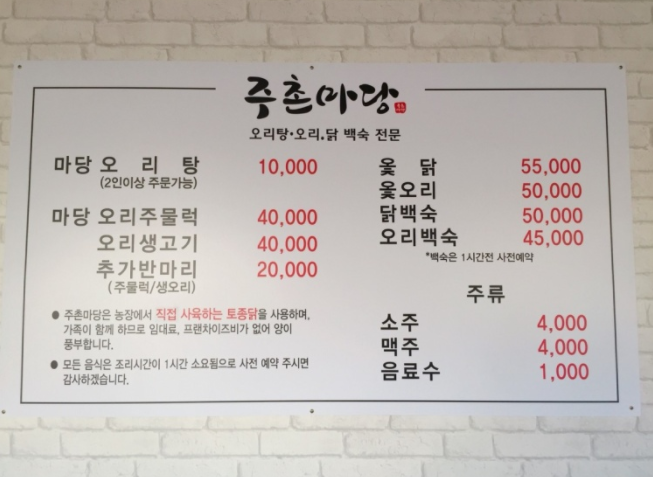 주촌마당
오리탕·오리.닭 백숙 전문
마당 오 리 탕 10,000
(2인이상 주문가능)
마당 오리주물럭 40,000
오리생고기 40,000
추가반마리 20,000
(주물럭/생오리)
● 주촌마당은 농장에서 직접 사육하는 토종닭을 사용하며,
가족이 함께 하므로 임대료, 프랜차이즈비가 없어 양이
풍부합니다.
● 모든 음식은 조리시간이 1시간 소요됨으로 사전 예약 주시면
감사하겠습니다.
옻 닭 55,000
옻오리 50,000
닭백숙 50,000
오리백숙 45,000
*백숙은 1시간전 사전예약
주류
소주 4,000
맥주 4,000
음료수 1,000